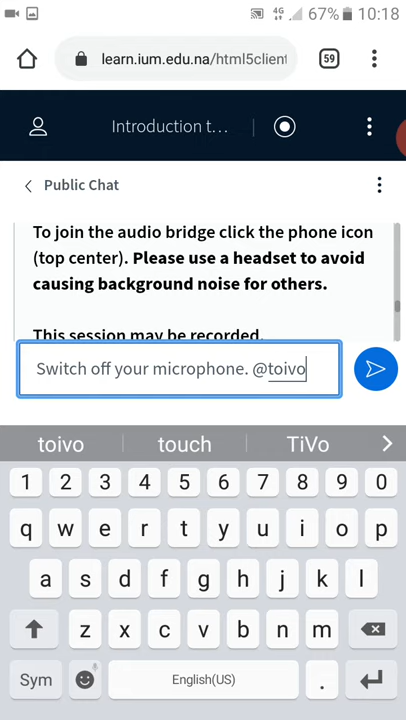 4G 67% 10:18
learn.ium.edu.na/html5client
59
Introduction t...
Public Chat
To join the audio bridge click the phone icon
(top center). Please use a headset to avoid
causing background noise for others.
This session may be recorded.
Switch off your microphone. @toivo
toivo touch TiVo
1 2 3 4 5 6 7 8 9 0
q w e r t y u i o p
a s d f g h j k l
z x c v b n m
Sym English(US) .